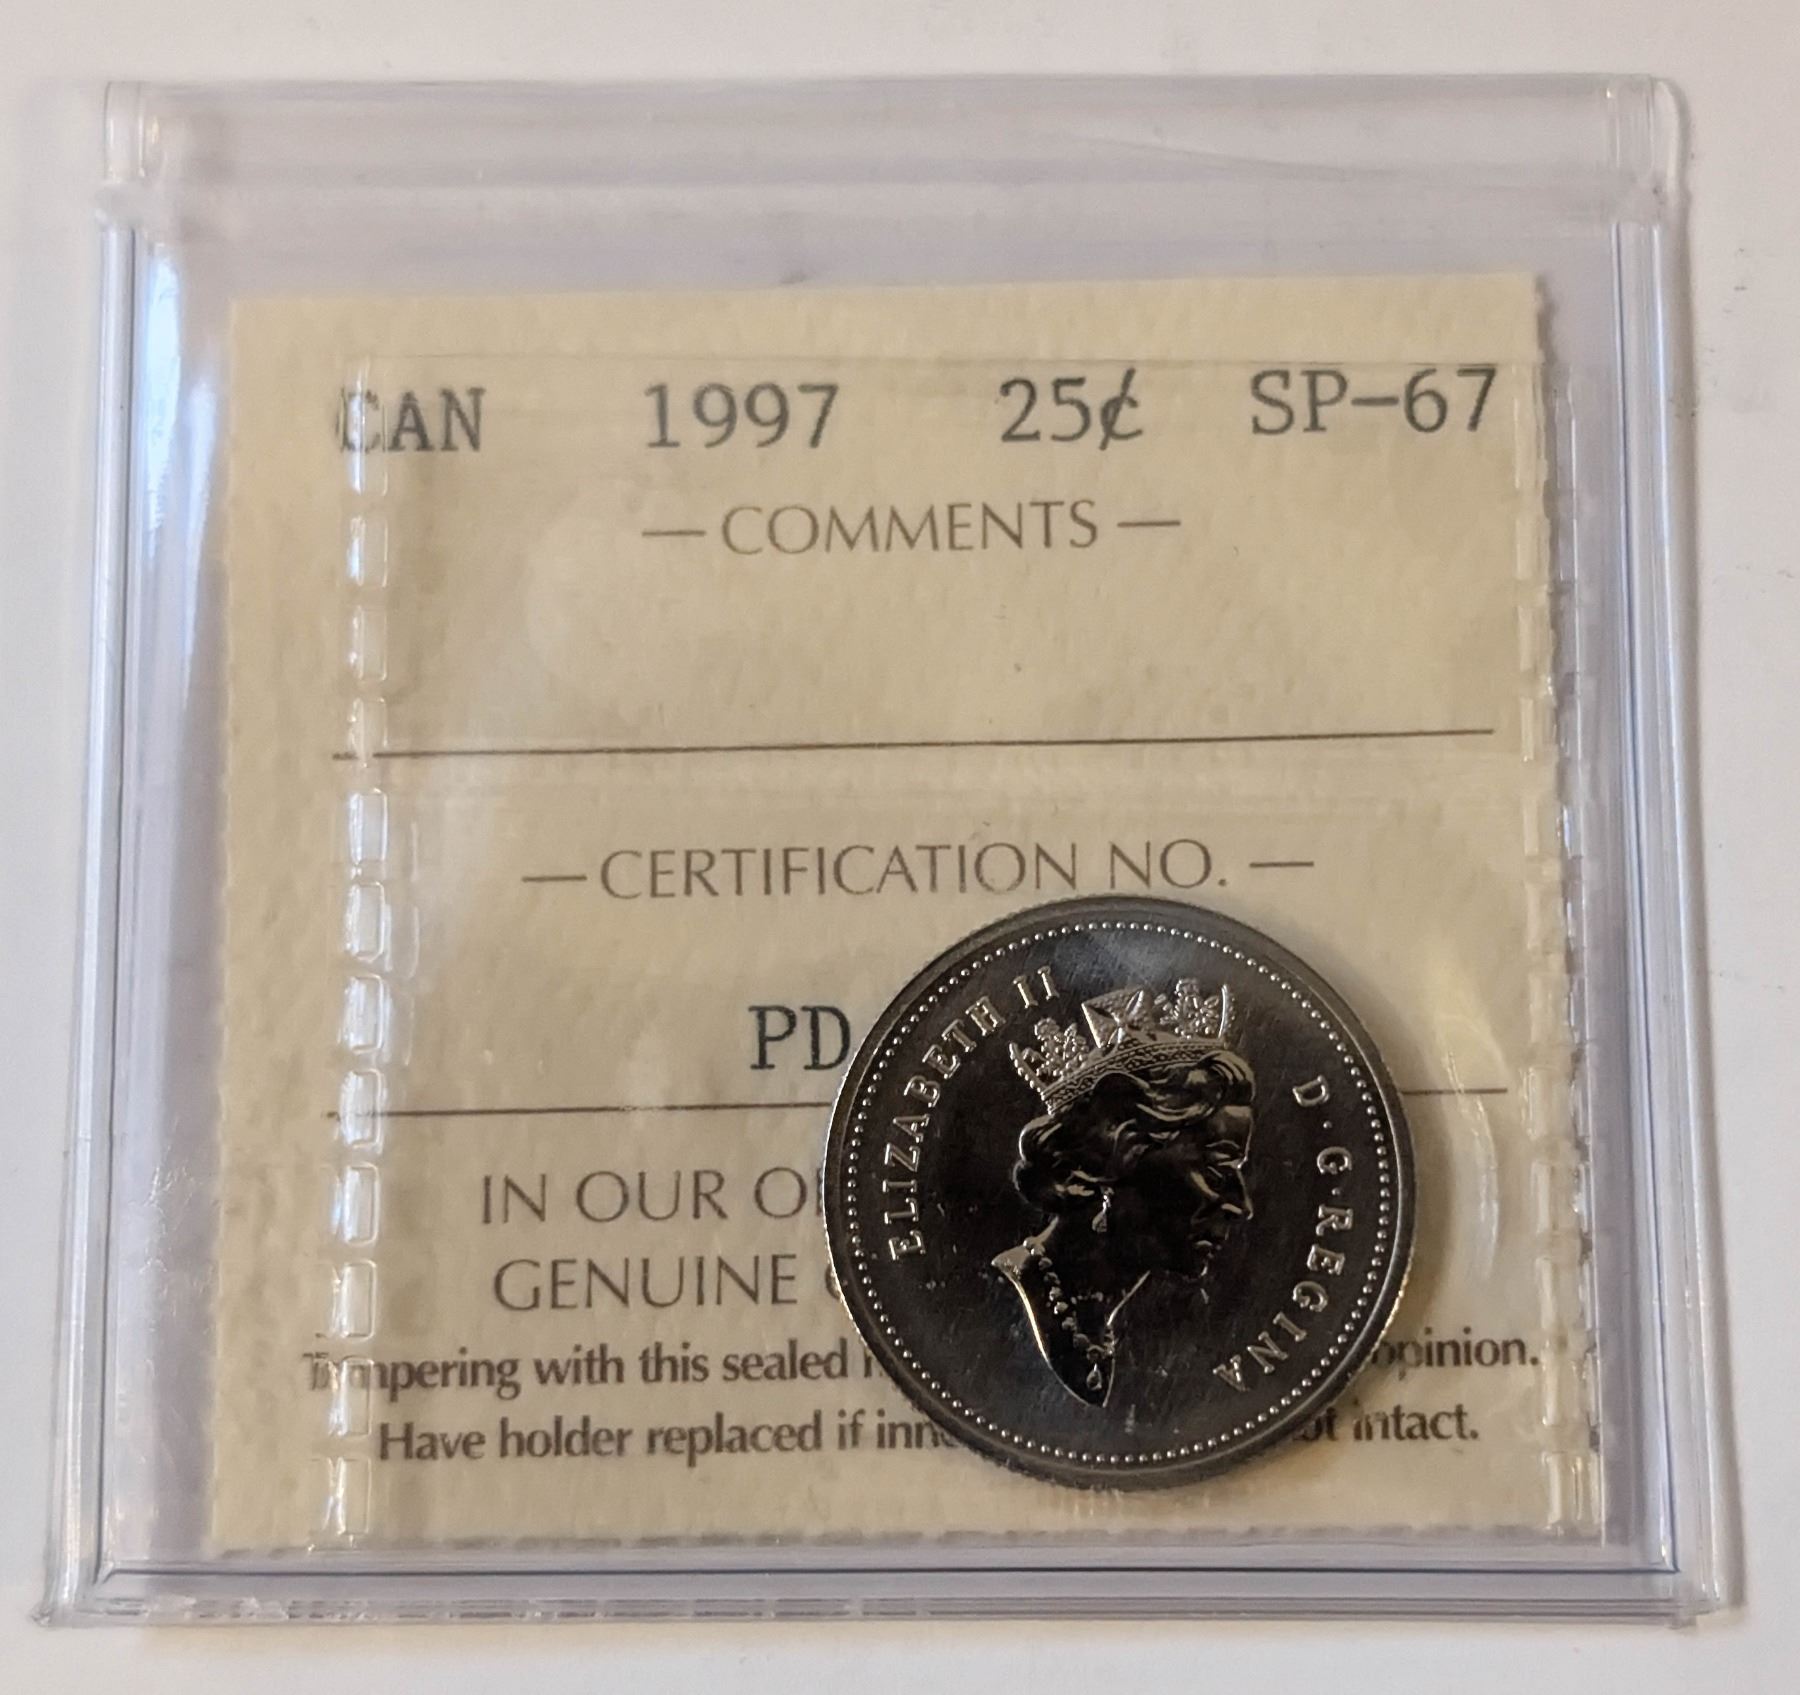 CAN 1997 25¢ SP-67
— COMMENTS —
— CERTIFICATION NO. —
PD
IN OUR
GENUINE
Tampering with this sealed opinion.
Have holder replaced if intact.
ELIZABETH II D·G·REGINA